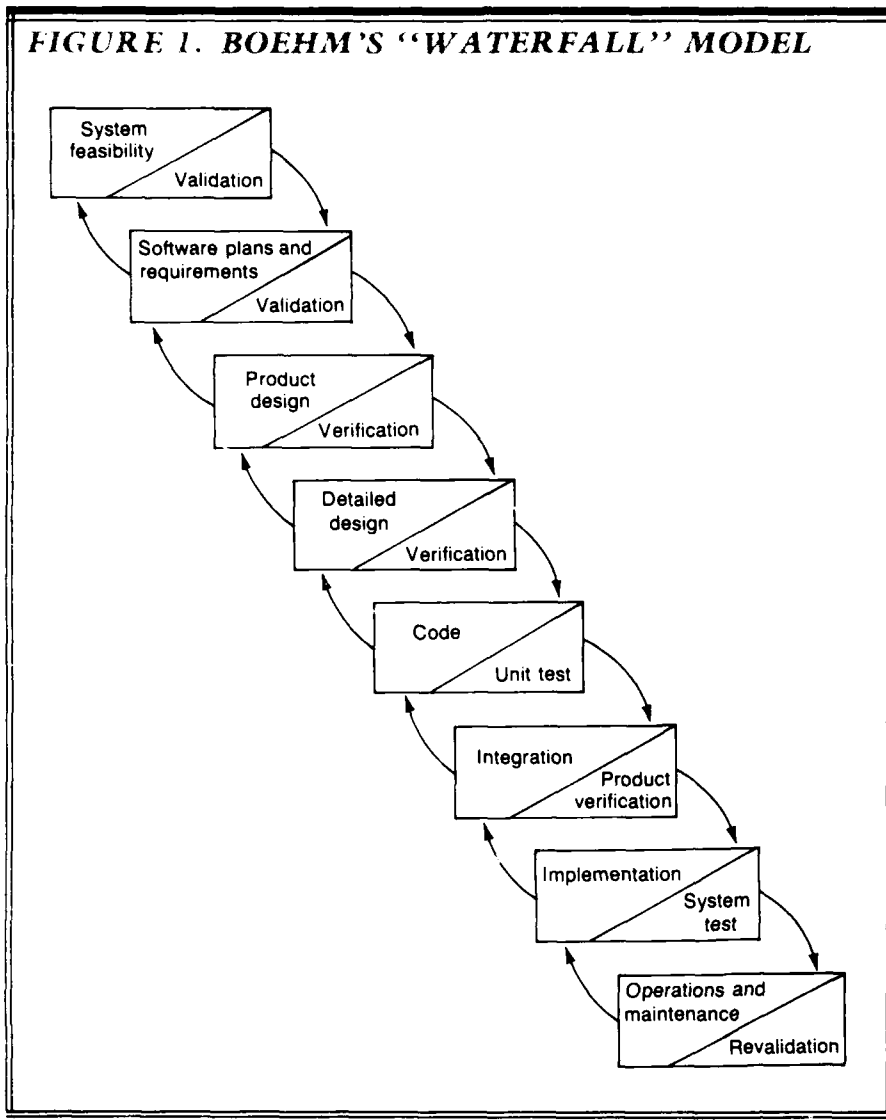 FIGURE 1. BOEHM'S “WATERFALL” MODEL
System
feasibility
Validation
Software plans and
requirements
Validation
Product
design
Verification
Detailed
design
Verification
Code
Unit test
Integration
Product
verification
Implementation
System
test
Operations and
maintenance
Revalidation